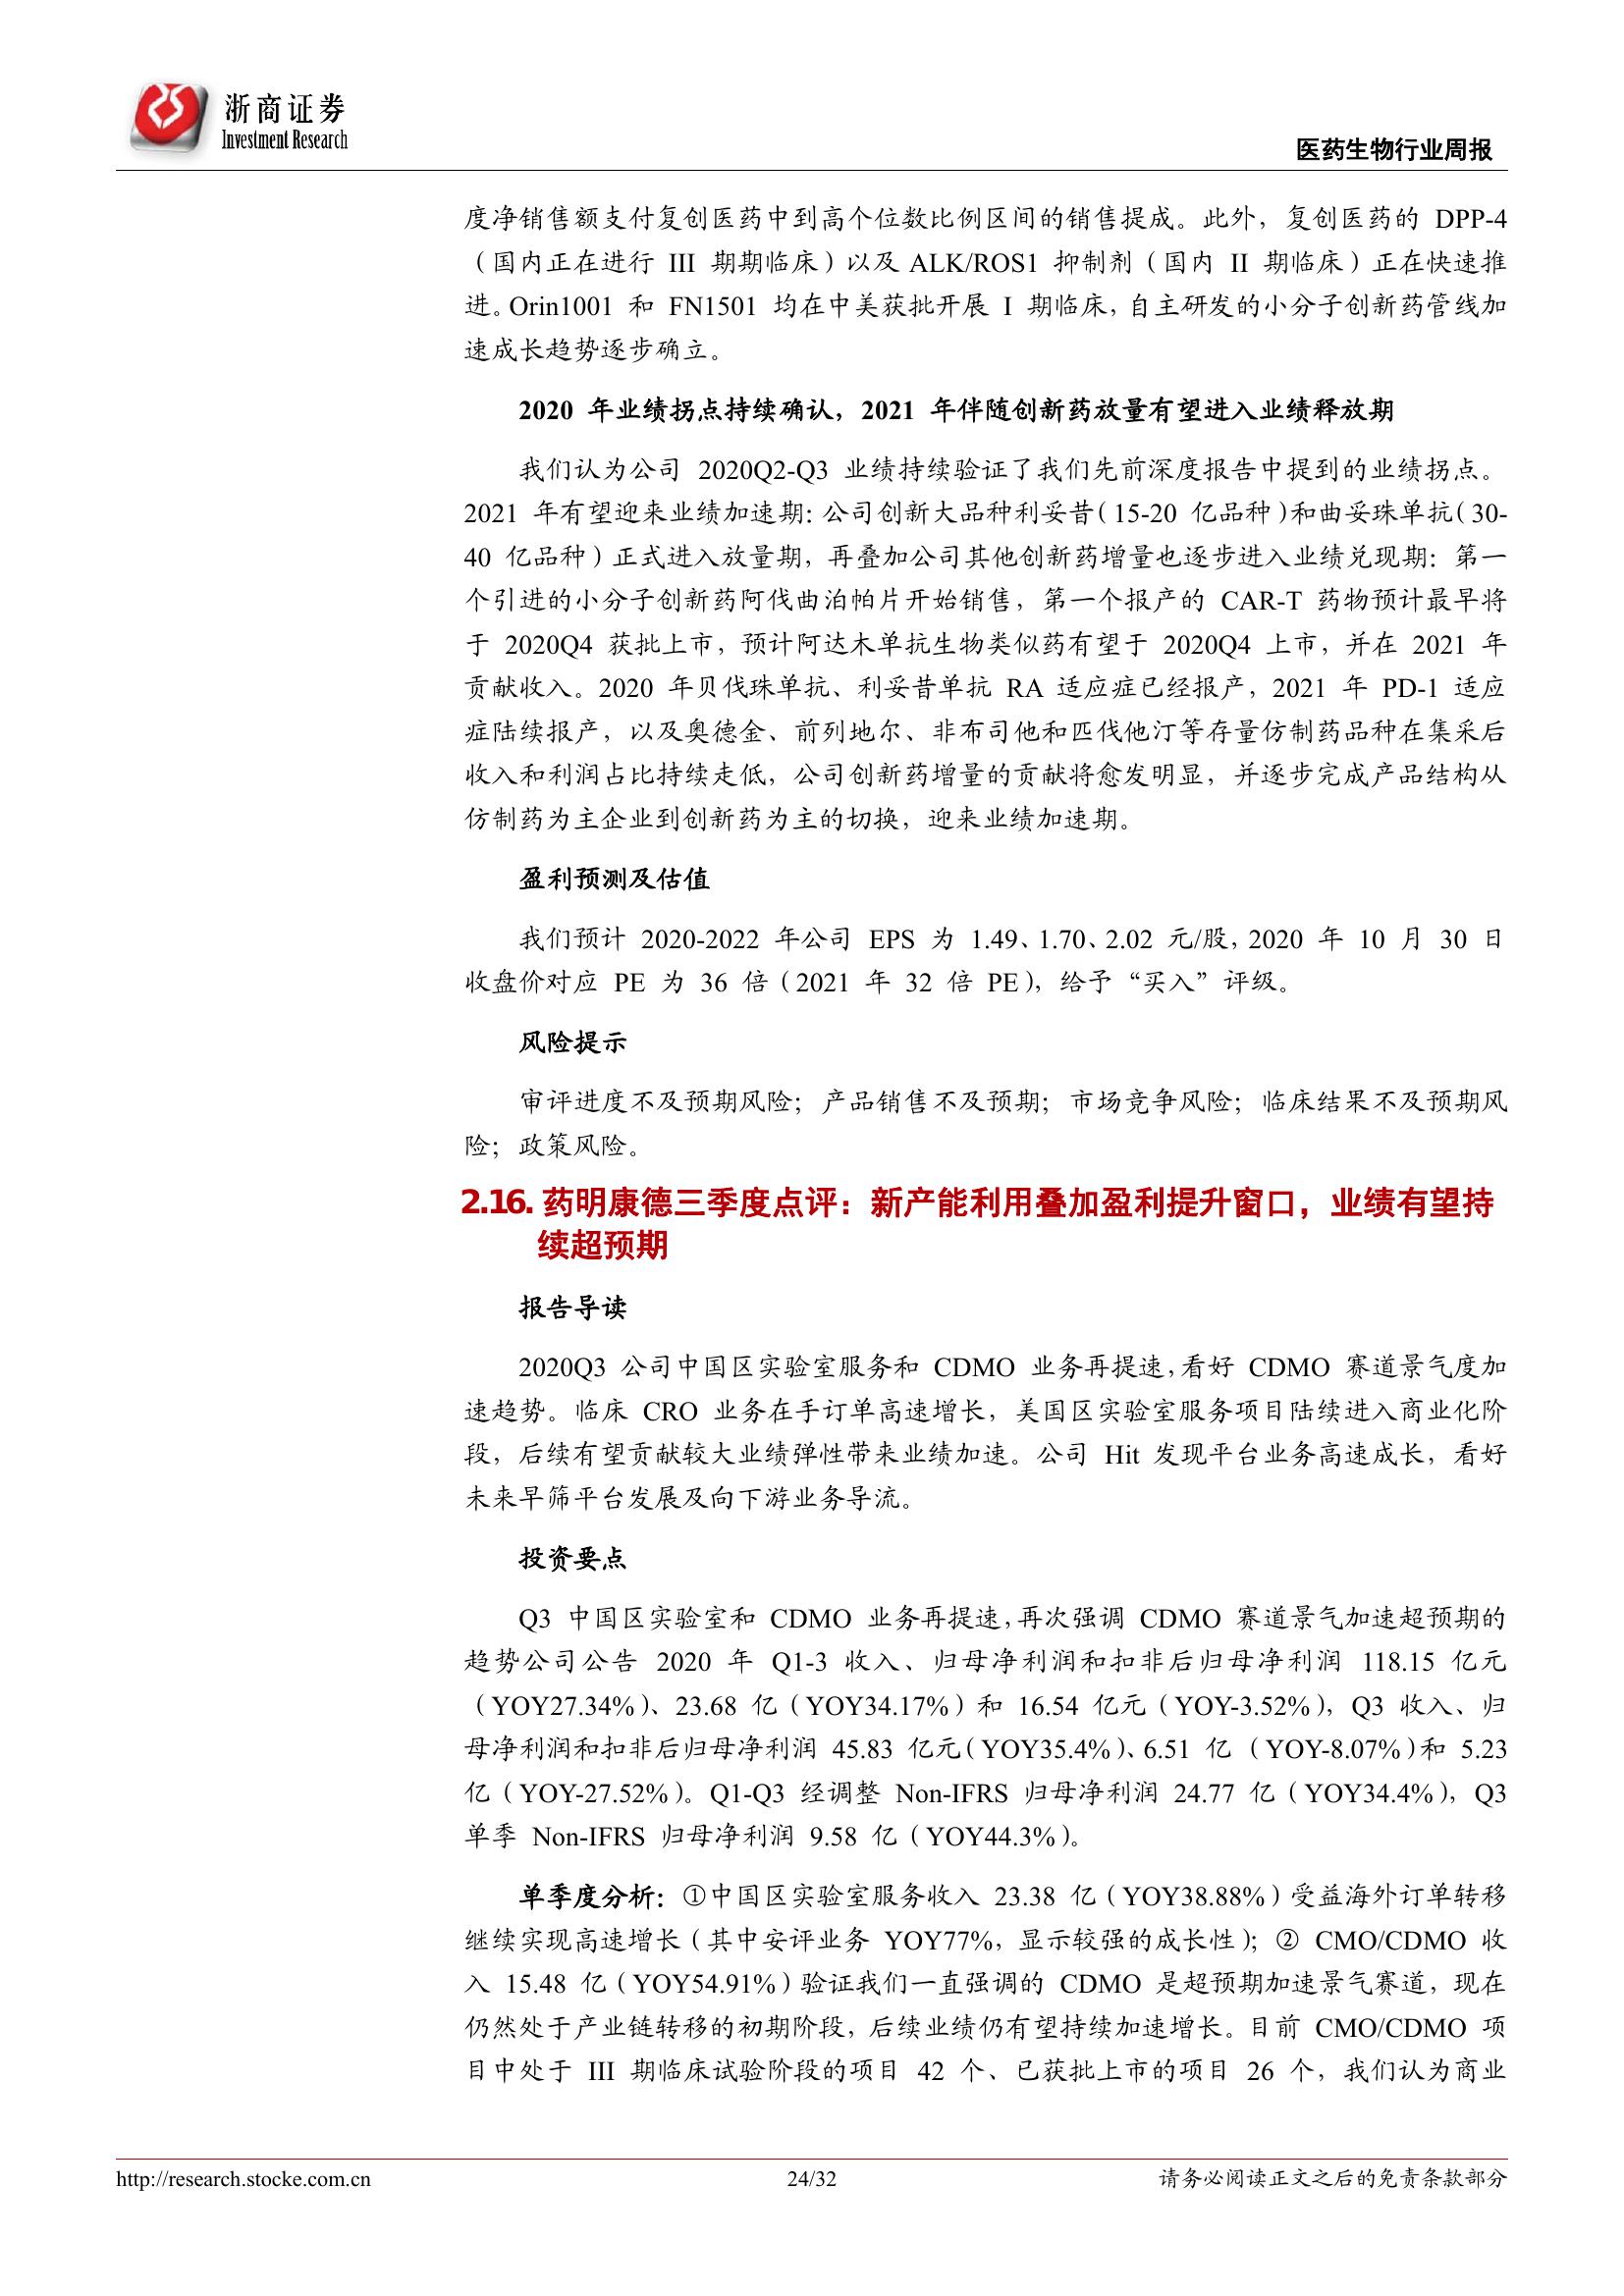 浙商证券
Investment Research
医药生物行业周报
度净销售额支付复创医药中到高个位数比例区间的销售提成。此外，复创医药的 DPP-4
（国内正在进行 III 期期临床）以及 ALK/ROS1 抑制剂（国内 II 期临床）正在快速推
进。Orin1001 和 FN1501 均在中美获批开展 I 期临床，自主研发的小分子创新药管线加
速成长趋势逐步确立。
2020 年业绩拐点持续确认，2021 年伴随创新药放量有望进入业绩释放期
我们认为公司 2020Q2-Q3 业绩持续验证了我们先前深度报告中提到的业绩拐点。
2021 年有望迎来业绩加速期：公司创新大品种利妥昔（15-20 亿品种）和曲妥珠单抗（30-
40 亿品种）正式进入放量期，再叠加公司其他创新药增量也逐步进入业绩兑现期：第一
个引进的小分子创新药阿伐曲泊帕片开始销售，第一个报产的 CAR-T 药物预计最早将
于 2020Q4 获批上市，预计阿达木单抗生物类似药有望于 2020Q4 上市，并在 2021 年
贡献收入。2020 年贝伐珠单抗、利妥昔单抗 RA 适应症已经报产，2021 年 PD-1 适应
症陆续报产，以及奥德金、前列地尔、非布司他和匹伐他汀等存量仿制药品种在集采后
收入和利润占比持续走低，公司创新药增量的贡献将愈发明显，并逐步完成产品结构从
仿制药为主企业到创新药为主的切换，迎来业绩加速期。
盈利预测及估值
我们预计 2020-2022 年公司 EPS 为 1.49、1.70、2.02 元/股，2020 年 10 月 30 日
收盘价对应 PE 为 36 倍（2021 年 32 倍 PE），给予“买入”评级。
风险提示
审评进度不及预期风险；产品销售不及预期；市场竞争风险；临床结果不及预期风
险；政策风险。
2.16. 药明康德三季度点评：新产能利用叠加盈利提升窗口，业绩有望持
续超预期
报告导读
2020Q3 公司中国区实验室服务和 CDMO 业务再提速，看好 CDMO 赛道景气度加
速趋势。临床 CRO 业务在手订单高速增长，美国区实验室服务项目陆续进入商业化阶
段，后续有望贡献较大业绩弹性带来业绩加速。公司 Hit 发现平台业务高速成长，看好
未来早筛平台发展及向下游业务导流。
投资要点
Q3 中国区实验室和 CDMO 业务再提速，再次强调 CDMO 赛道景气加速超预期的
趋势公司公告 2020 年 Q1-3 收入、归母净利润和扣非后归母净利润 118.15 亿元
（YOY27.34%）、23.68 亿（YOY34.17%）和 16.54 亿元（YOY-3.52%），Q3 收入、归
母净利润和扣非后归母净利润 45.83 亿元（YOY35.4%）、6.51 亿（YOY-8.07%）和 5.23
亿（YOY-27.52%）。Q1-Q3 经调整 Non-IFRS 归母净利润 24.77 亿（YOY34.4%），Q3
单季 Non-IFRS 归母净利润 9.58 亿（YOY44.3%）。
单季度分析：①中国区实验室服务收入 23.38 亿（YOY38.88%）受益海外订单转移
继续实现高速增长（其中安评业务 YOY77%，显示较强的成长性）；② CMO/CDMO 收
入 15.48 亿（YOY54.91%）验证我们一直强调的 CDMO 是超预期加速景气赛道，现在
仍然处于产业链转移的初期阶段，后续业绩仍有望持续加速增长。目前 CMO/CDMO 项
目中处于 III 期临床试验阶段的项目 42 个、已获批上市的项目 26 个，我们认为商业
http://research.stocke.com.cn
24/32
请务必阅读正文之后的免责条款部分